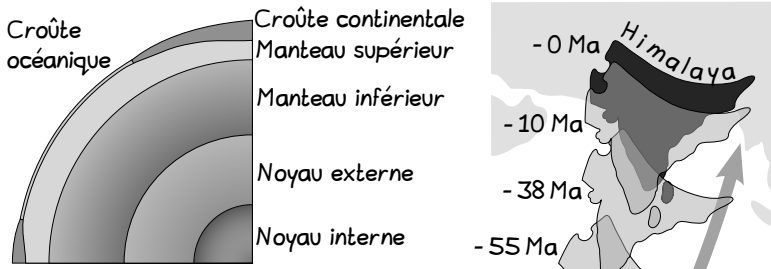 Croûte
océanique
Croûte continentale
Manteau supérieur
Manteau inférieur
Noyau externe
Noyau interne
Himalaya
-0 Ma
-10 Ma
-38 Ma
-55 Ma